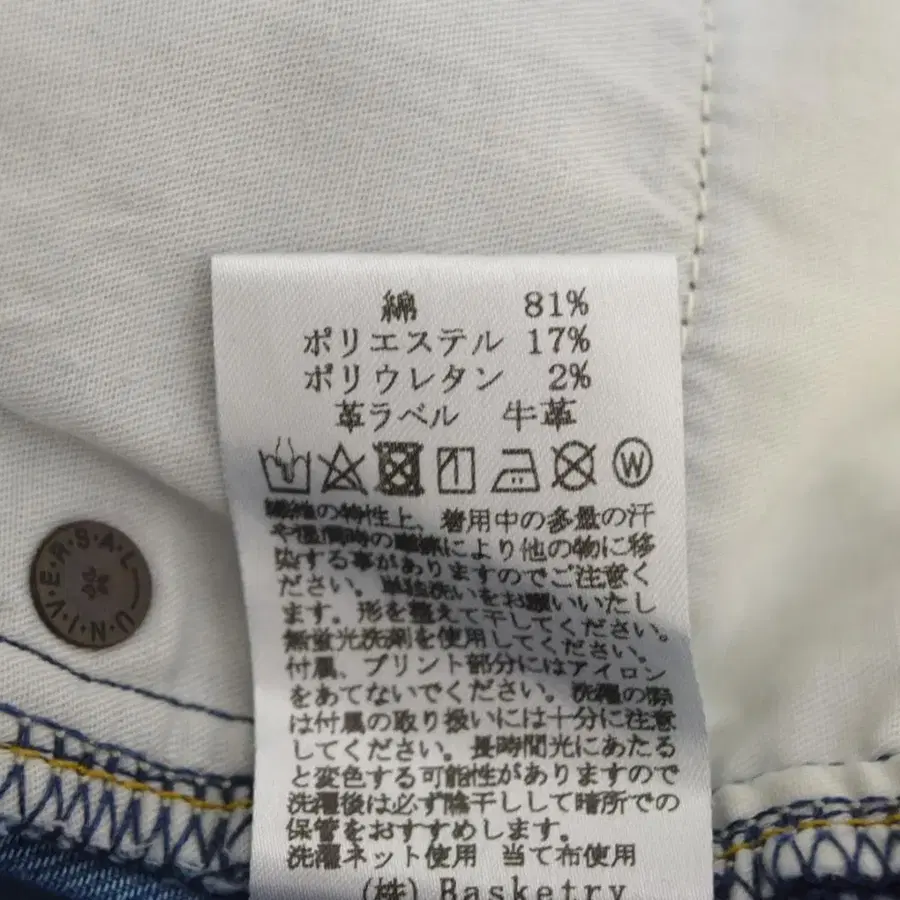 綿 81%
ポリエステル 17%
ポリウレタン 2%
革ラベル 牛革
W
繊維の特性上、着用中の多量の汗
や湿潤時の摩擦により他の物に移
染する事がありますのでご注意く
ださい。単独洗いをお願いいたし
ます。形を整えて干してください。
無蛍光洗剤を使用してください。
付属、プリント部分にはアイロン
をあてないでください。洗濯の際
は付属の取り扱いには十分に注意
してください。長時間光にあたる
と変色する可能性がありますので
洗濯後は必ず陰干しして暗所での
保管をおすすめします。
洗濯ネット使用 当て布使用
(株) Basketry
UNIVERSAL